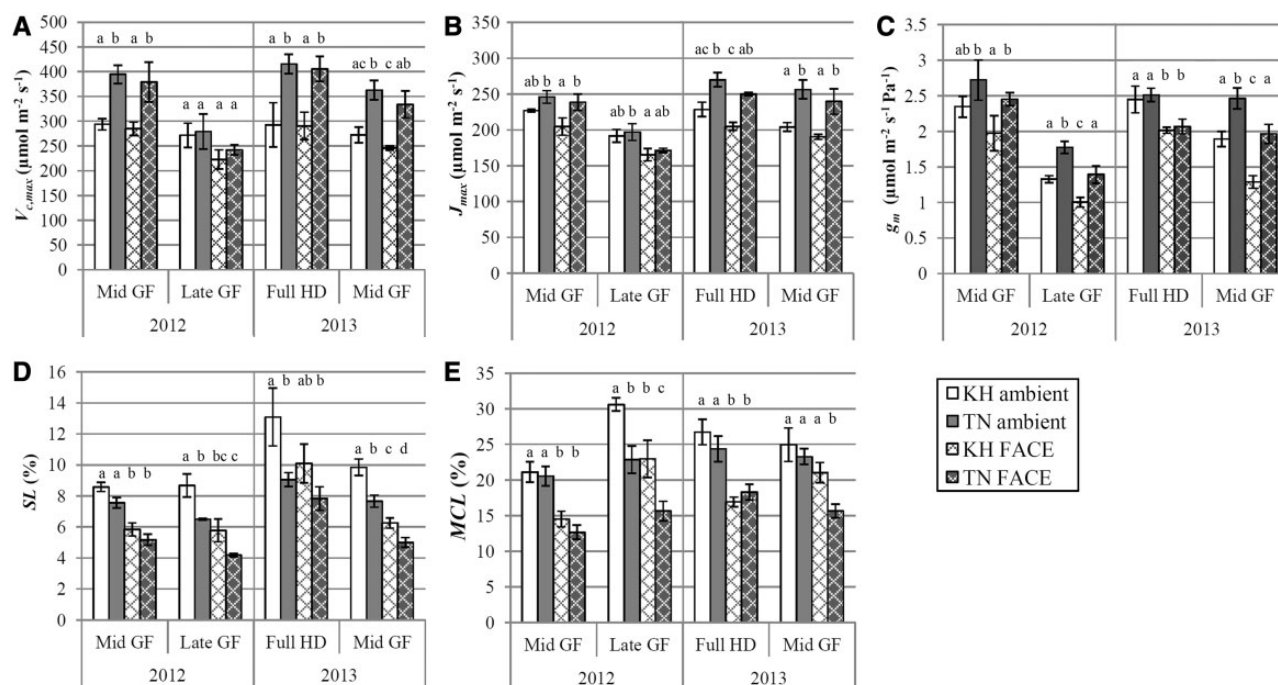 A
V c,max (µmol m-2 s-1)
500
450
400
350
300
250
200
150
100
50
0
a b a b
a a a a
a b a b
ac b c ab
Mid GF Late GF Full HD Mid GF
2012 2013
B
J max (µmol m-2 s-1)
350
300
250
200
150
100
50
0
ab b a b
ab b a ab
ac b c ab
a b a b
Mid GF Late GF Full HD Mid GF
2012 2013
C
g m (µmol m-2 s-1 Pa-1)
3
2.5
2
1.5
1
0.5
0
ab b a b
a b c a
a a b b
a b c a
Mid GF Late GF Full HD Mid GF
2012 2013
D
SL (%)
16
14
12
10
8
6
4
2
0
a a b b
a b bc c
a b ab b
a b c d
Mid GF Late GF Full HD Mid GF
2012 2013
E
MCL (%)
35
30
25
20
15
10
5
0
a a b b
a b b c
a a b b
a a a b
Mid GF Late GF Full HD Mid GF
2012 2013
KH ambient
TN ambient
KH FACE
TN FACE